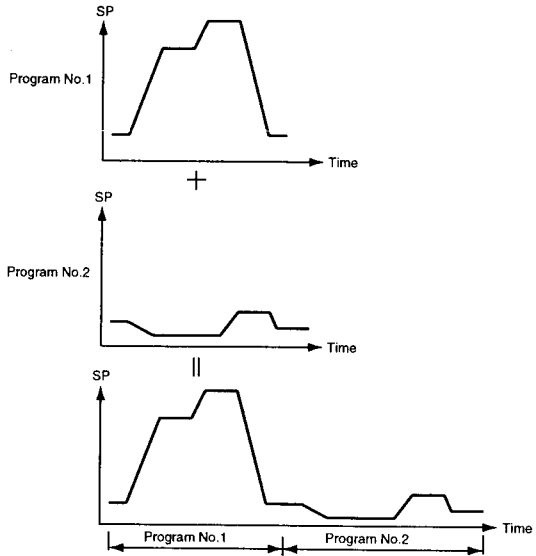 SP
Program No.1
Time
+
SP
Program No.2
Time
=
SP
Time
Program No.1 Program No.2